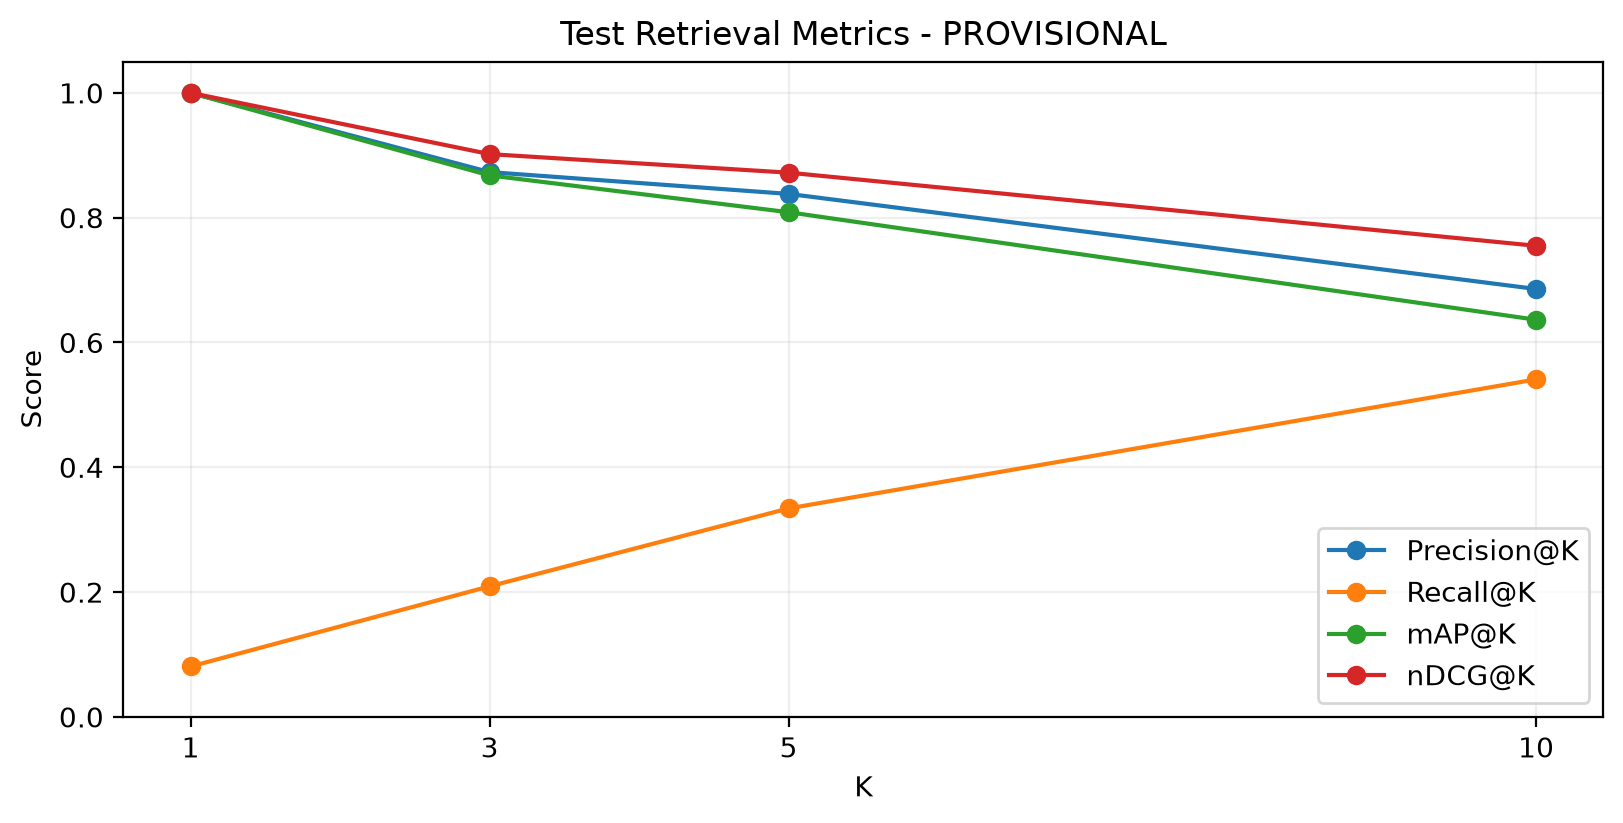 Test Retrieval Metrics - PROVISIONAL
1.0
0.8
0.6
0.4
0.2
0.0
Score
1 3 5 10
K
Precision@K
Recall@K
mAP@K
nDCG@K